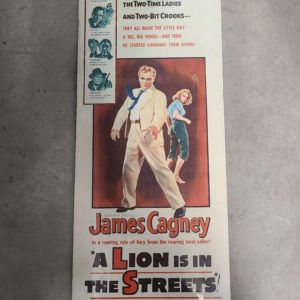 THE TWO-TIME LADIES
AND TWO-BIT CROOKS--
THEY ALL MADE THE LITTLE GUY
A BIG, BIG WHEEL--AND THEN
HE STARTED GRINDING THEM DOWN!
James Cagney
In a roaring role of fury from the roaring best-seller!
"A LION IS IN
THE STREETS"